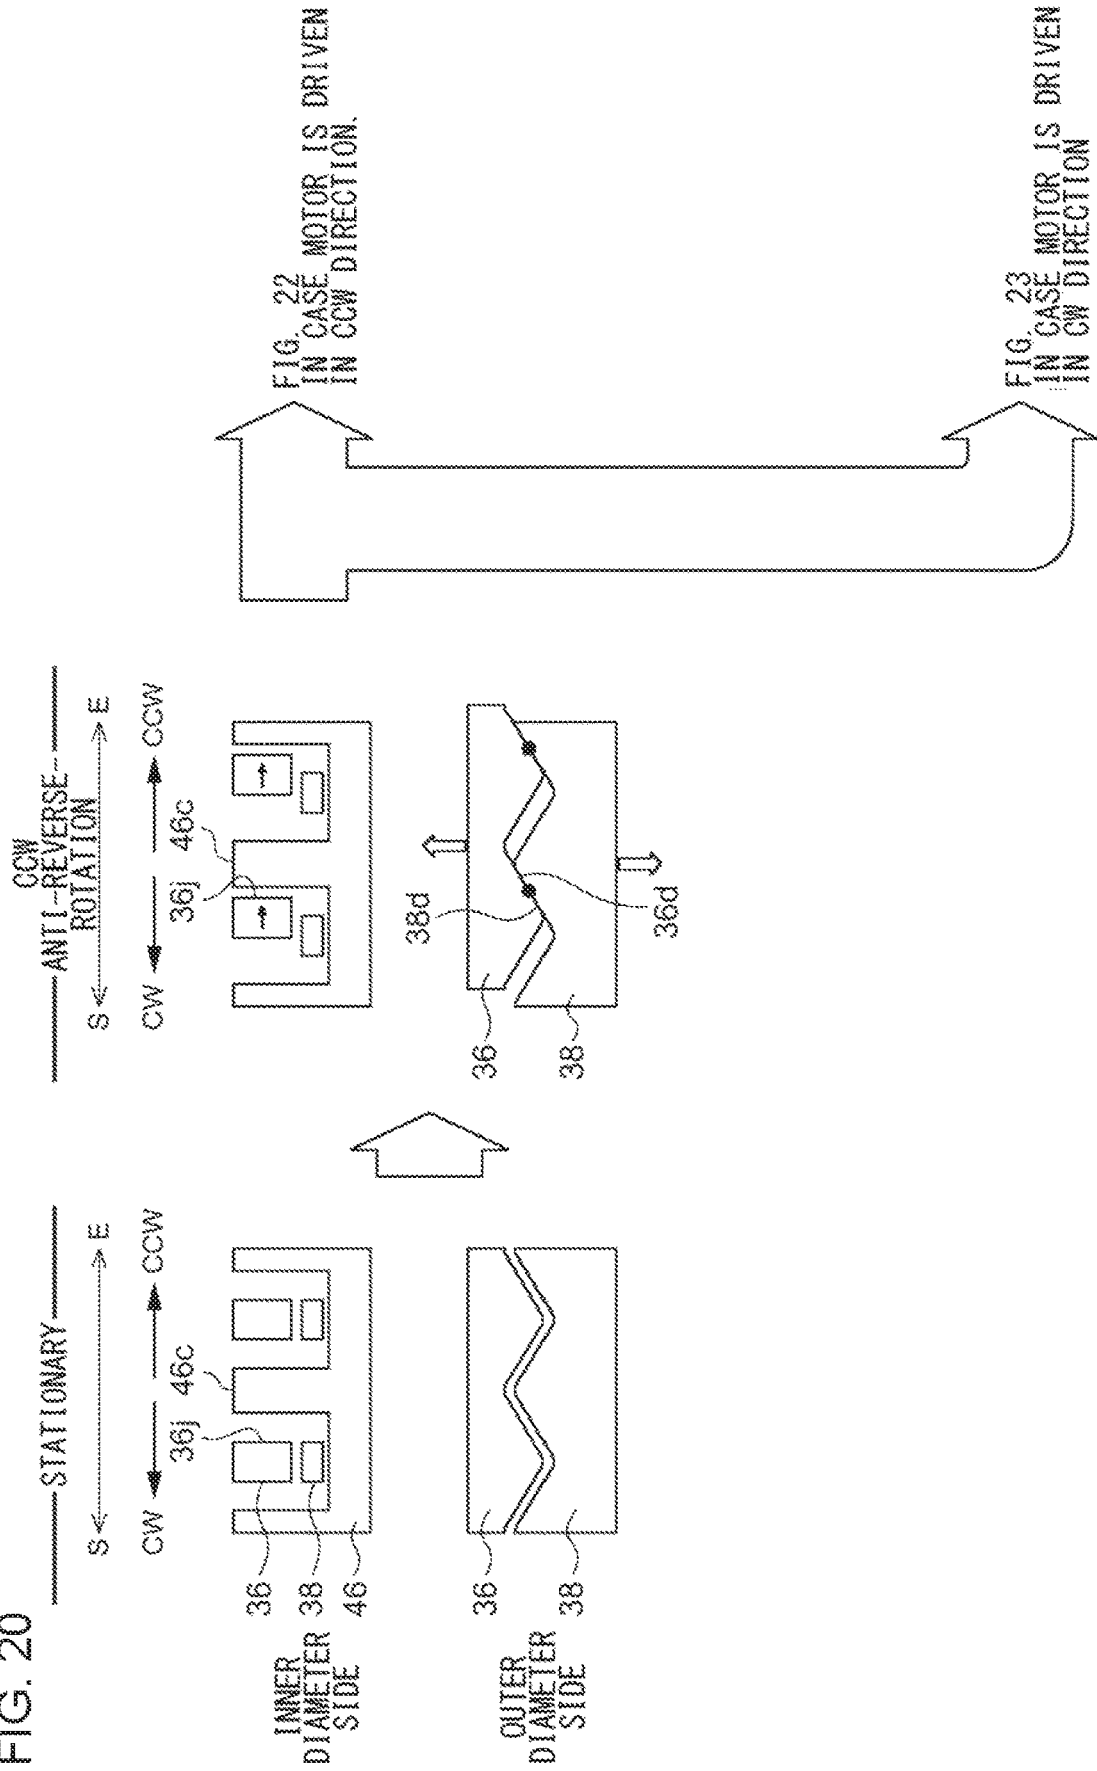 FIG. 20
STATIONARY
S E
CW CCW
36j 46c
INNER
DIAMETER
SIDE
36
38
46
OUTER
DIAMETER
SIDE
36
38
CCW
ANTI-REVERSE-
ROTATION
S E
CW CCW
36j 46c
38d
36
38
36d
FIG. 22
IN CASE MOTOR IS DRIVEN
IN CCW DIRECTION.
FIG. 23
IN CASE MOTOR IS DRIVEN
IN CW DIRECTION